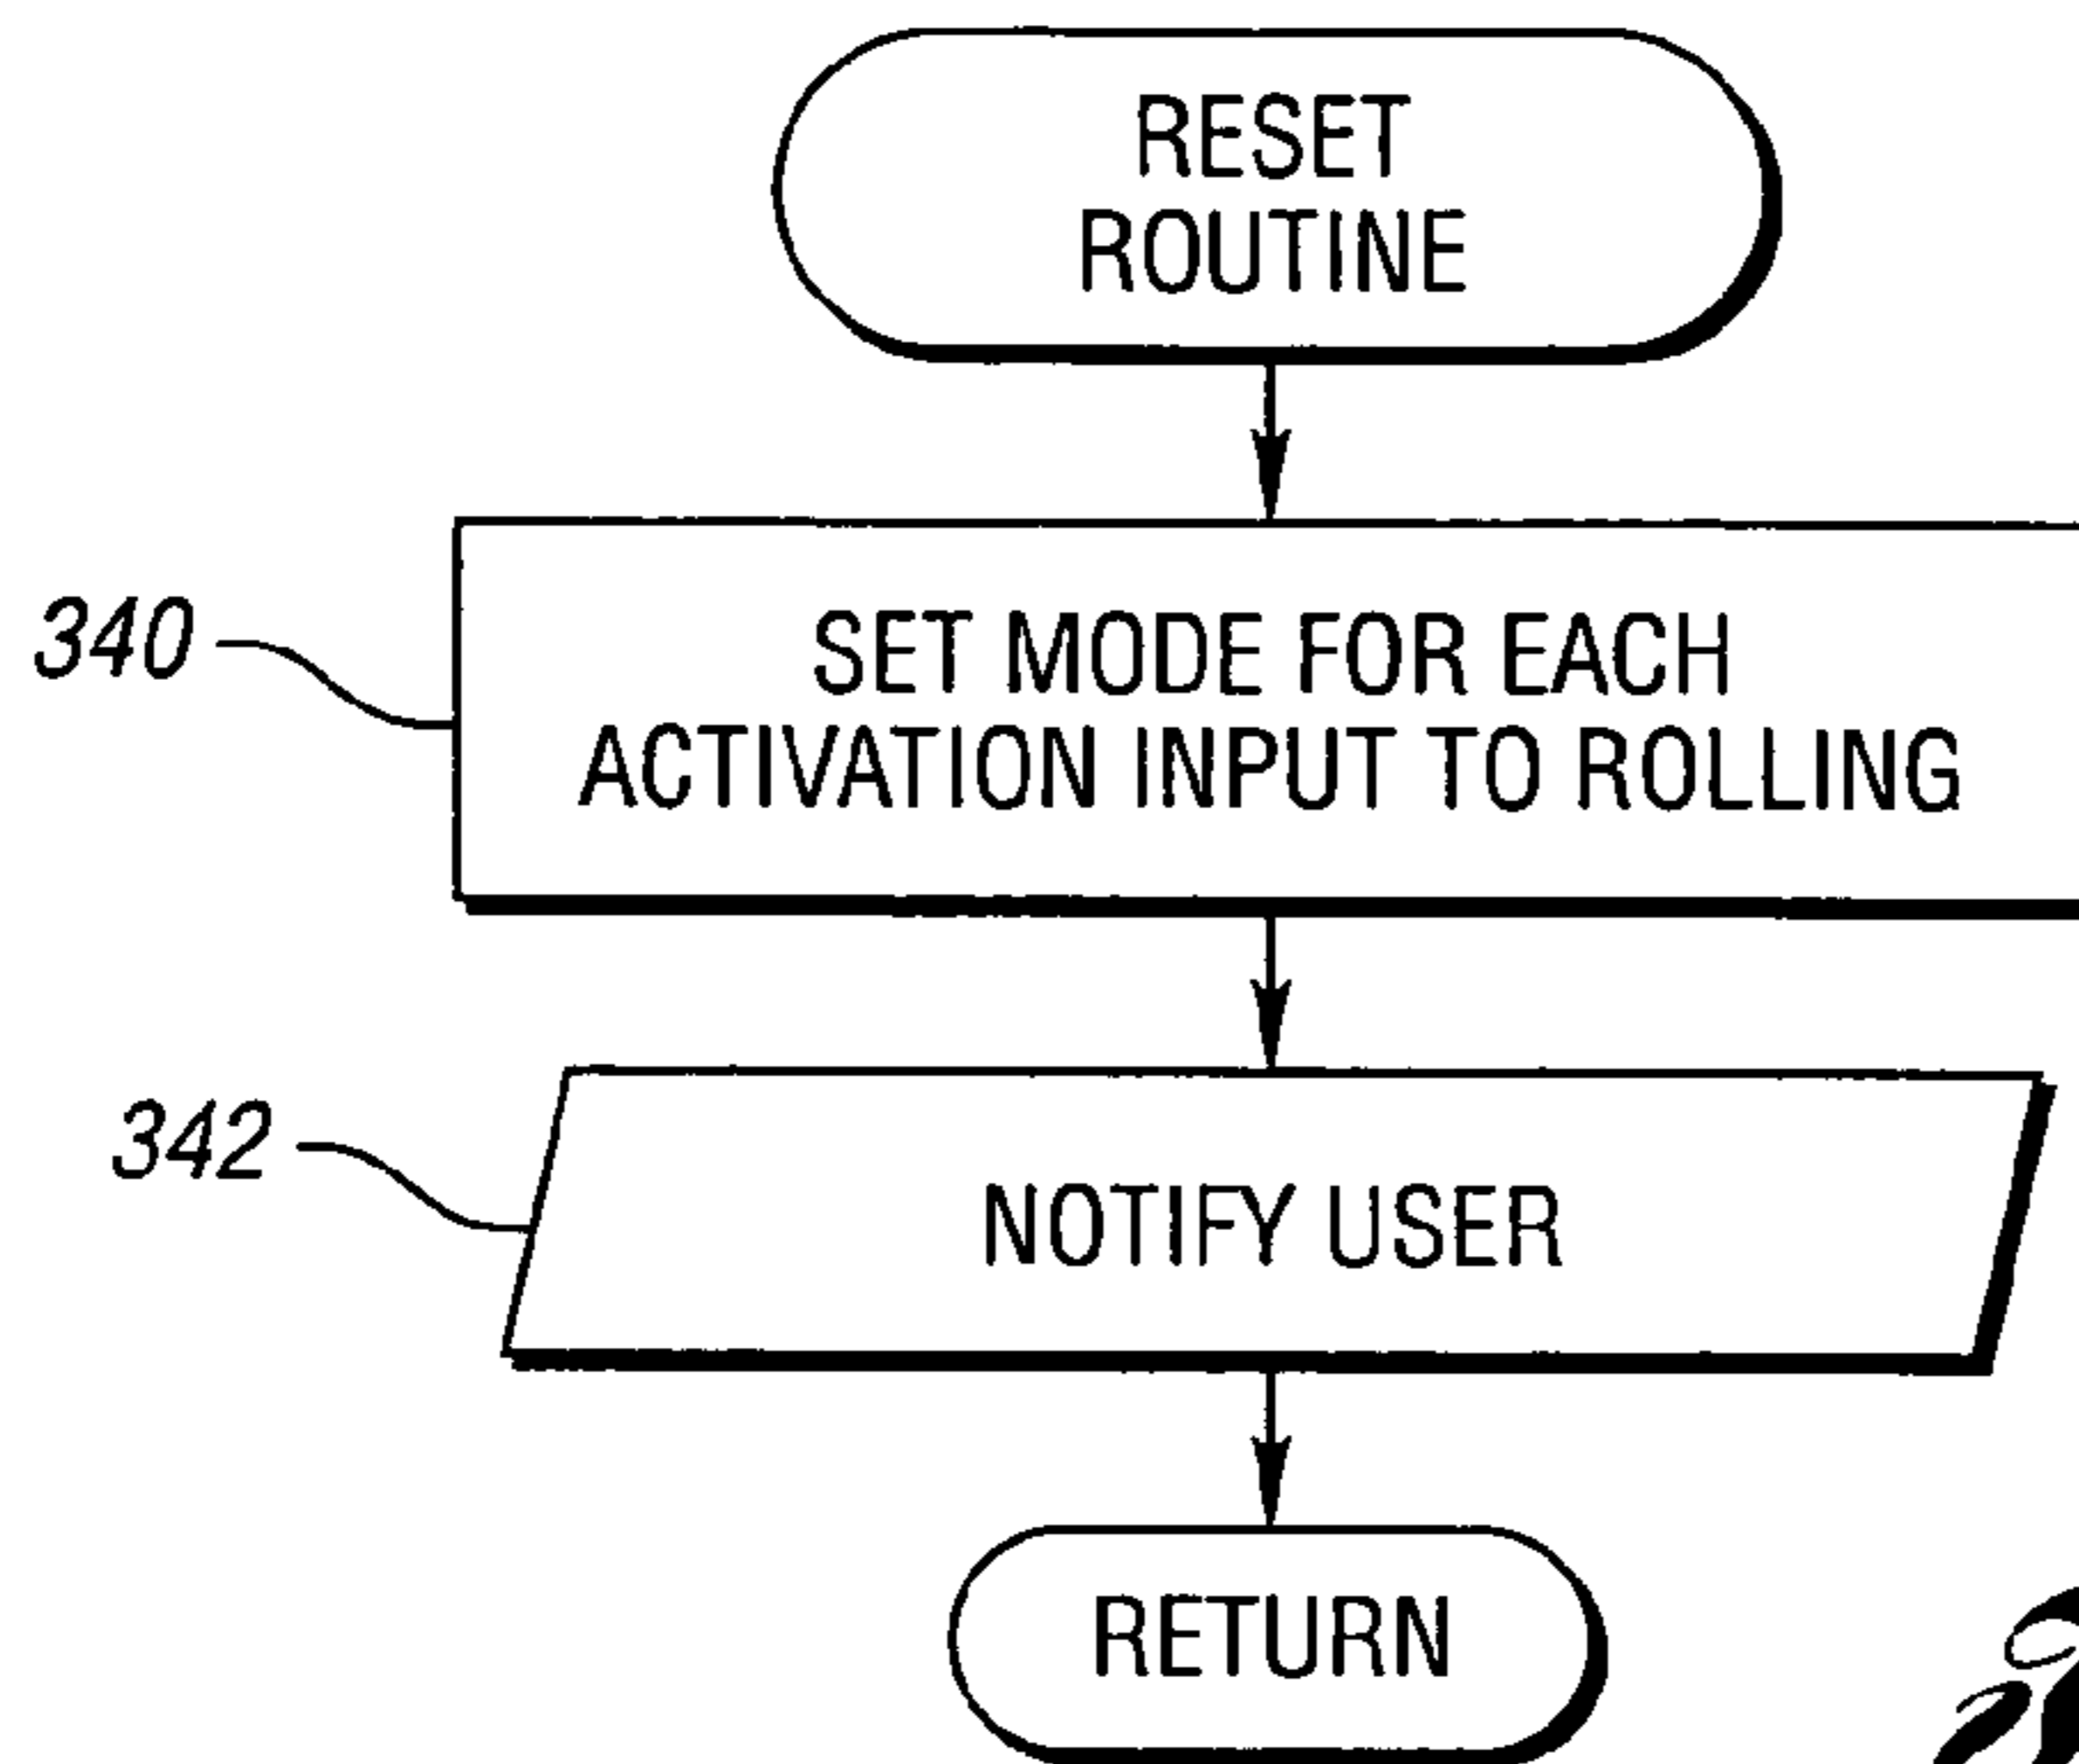 RESET
ROUTINE
340
SET MODE FOR EACH
ACTIVATION INPUT TO ROLLING
342
NOTIFY USER
RETURN